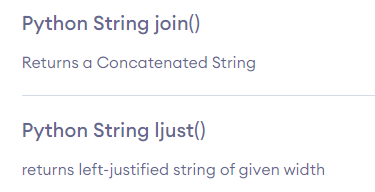 Python String join()
Returns a Concatenated String
Python String ljust()
returns left-justified string of given width